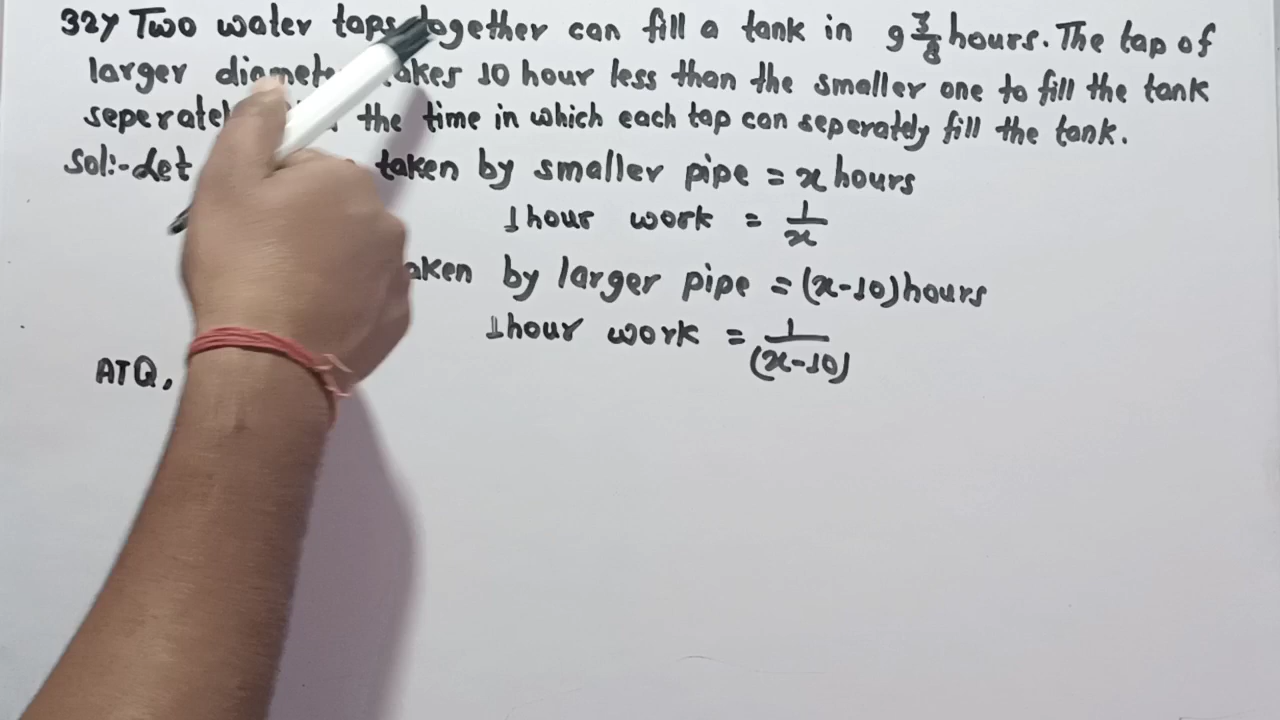 32) Two water taps together can fill a tank in 9 3/8 hours. The tap of
larger takes 10 hour less than the smaller one to fill the tank
the time in which each tap can seperately fill the tank.
Sol:- Let taken by smaller pipe = x hours
1 hour work = 1/x
taken by larger pipe = (x-10) hours
1 hour work = 1/(x-10)
ATQ,